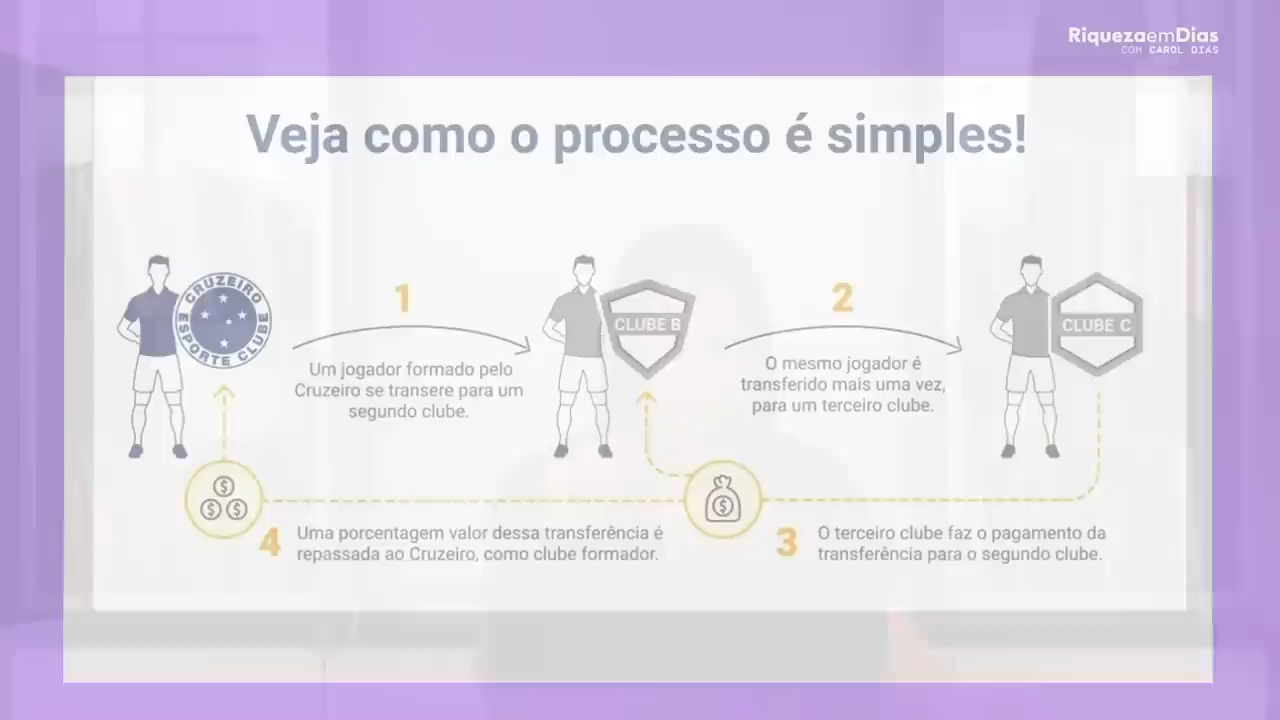 RiquezaemDias
COM CAROL DIAS
Veja como o processo é simples!
CRUZEIRO
ESPORTE CLUBE
1
Um jogador formado pelo
Cruzeiro se transere para um
segundo clube.
CLUBE B
2
O mesmo jogador é
transferido mais uma vez,
para um terceiro clube.
CLUBE C
4
Uma porcentagem valor dessa transferência é
repassada ao Cruzeiro, como clube formador.
3
O terceiro clube faz o pagamento da
transferência para o segundo clube.